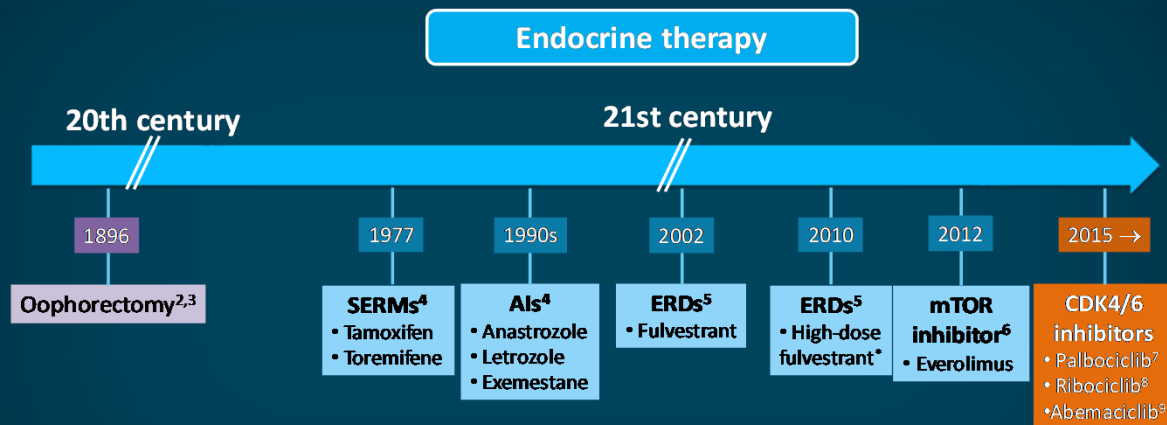 Endocrine therapy
20th century
21st century
1896
1977
1990s
2002
2010
2012
2015 →
Oophorectomy²,³
SERMs⁴
• Tamoxifen
• Toremifene
AIs⁴
• Anastrozole
• Letrozole
• Exemestane
ERDs⁵
• Fulvestrant
ERDs⁵
• High-dose
fulvestrant*
mTOR
inhibitor⁶
• Everolimus
CDK4/6
inhibitors
• Palbociclib⁷
• Ribociclib⁸
•Abemaciclib⁹